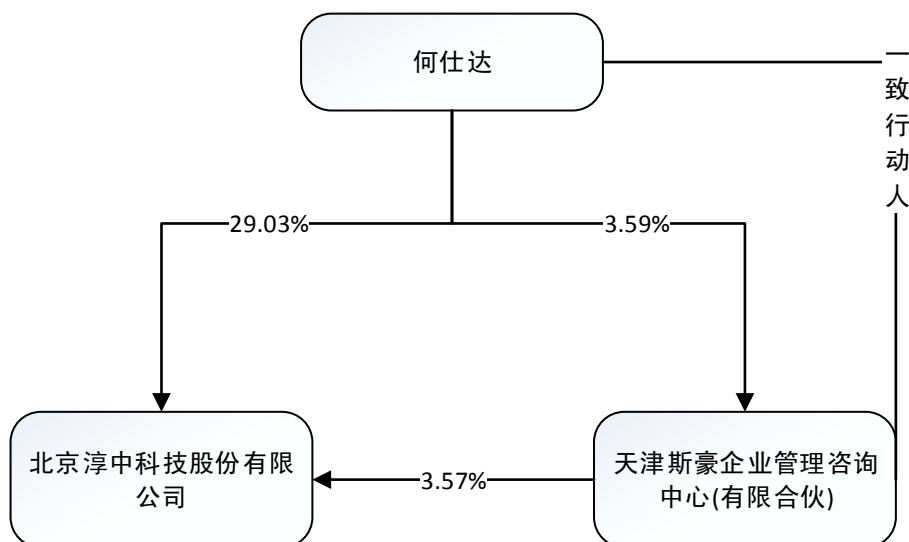 何仕达
一致行动人
29.03%
3.59%
北京淳中科技股份有限
公司
3.57%
天津斯豪企业管理咨询
中心(有限合伙)